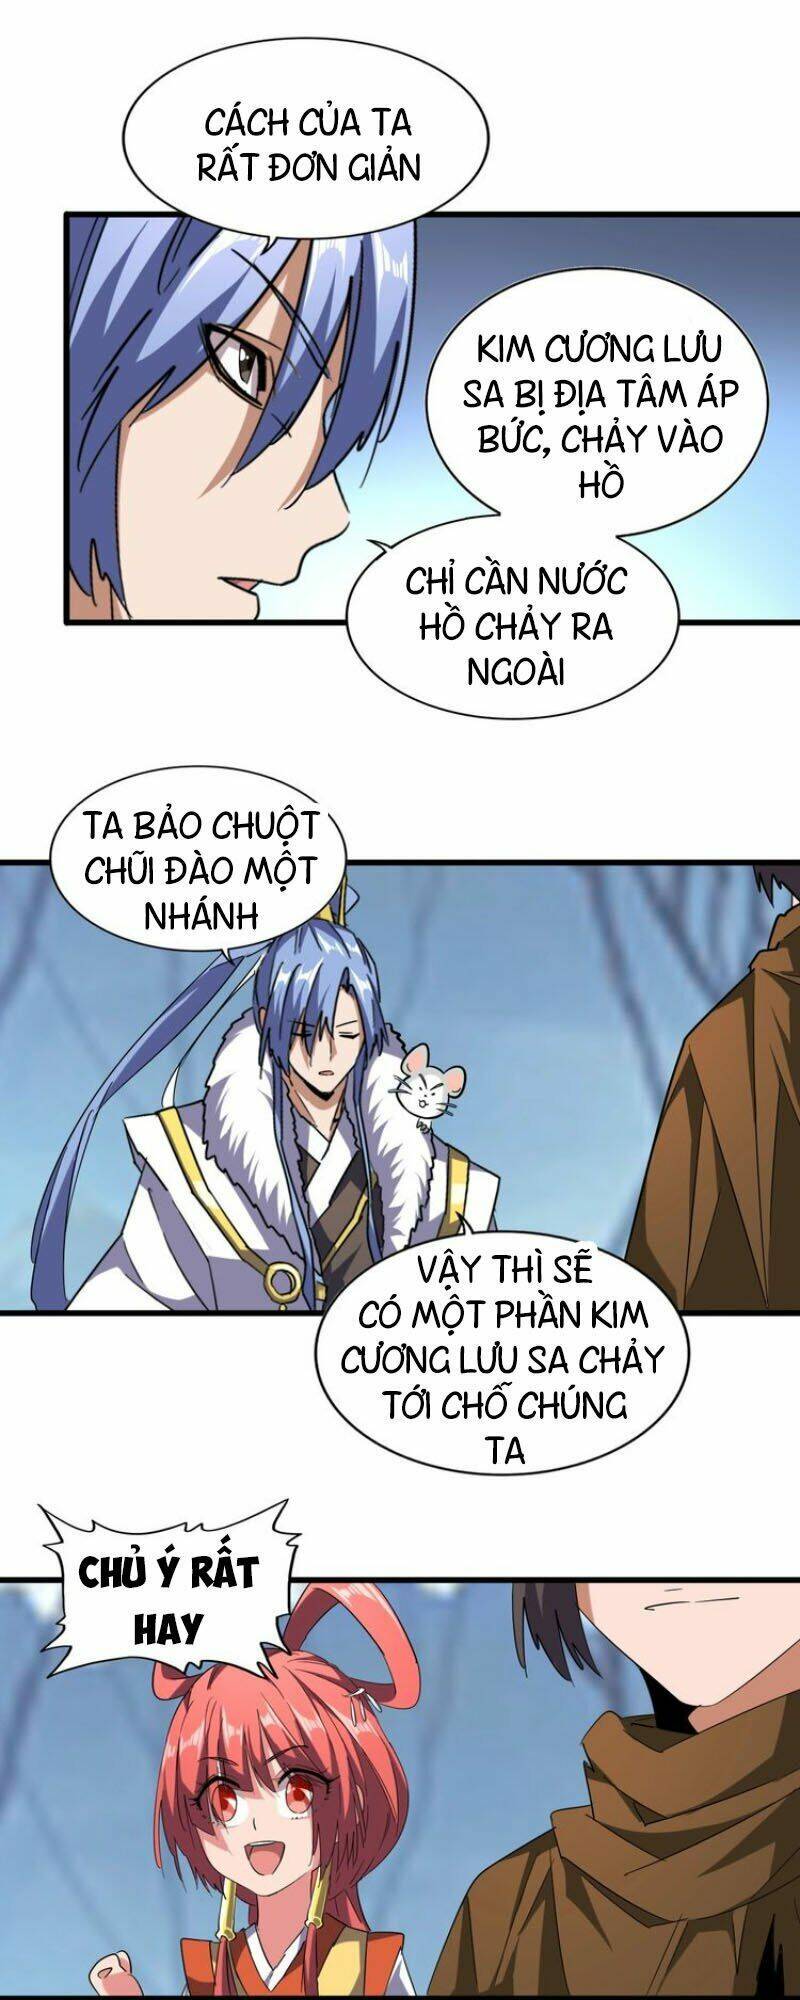 CÁCH CỦA TA
RẤT ĐƠN GIẢN
KIM CƯƠNG LƯU
SA BỊ ĐỊA TÂM ÁP
BỨC, CHẢY VÀO
HỒ
CHỈ CẦN NƯỚC
HỒ CHẢY RA
NGOÀI
TA BẢO CHUỘT
CHŨI ĐÀO MỘT
NHÁNH
VẬY THÌ SẼ
CÓ MỘT PHẦN KIM
CƯƠNG LƯU SA CHẢY
TỚI CHỖ CHÚNG
TA
CHỦ Ý RẤT
HAY